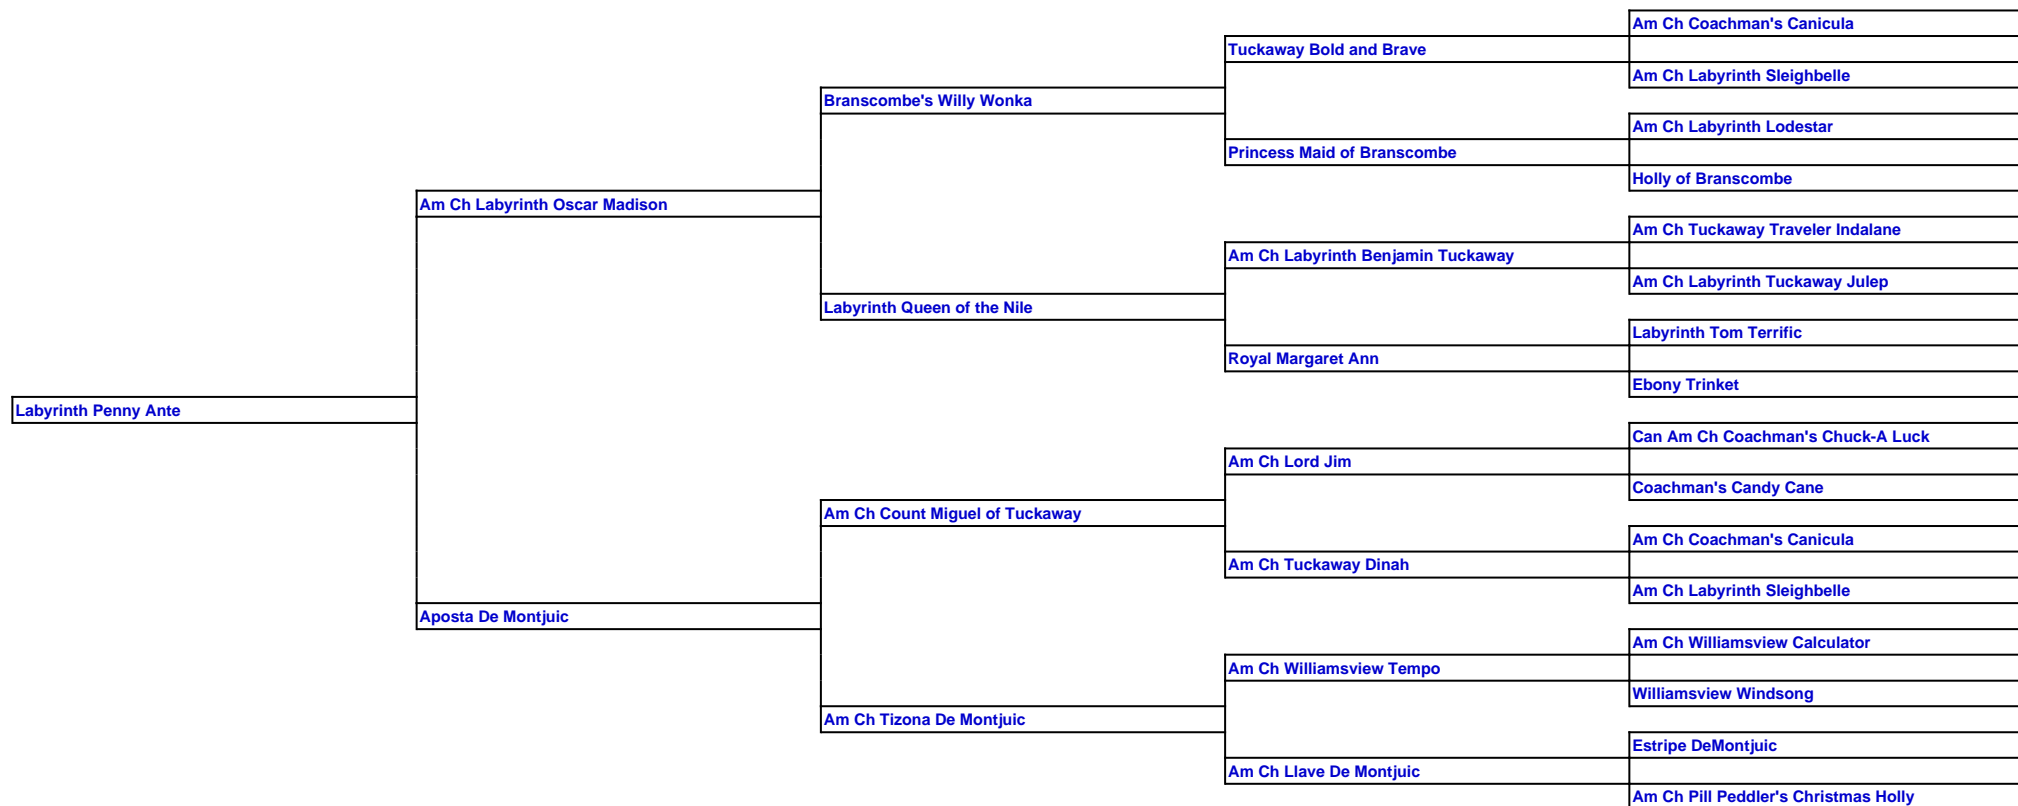 Am Ch Coachman's Canicula
Tuckaway Bold and Brave
Am Ch Labyrinth Sleighbelle
Branscombe's Willy Wonka
Am Ch Labyrinth Lodestar
Princess Maid of Branscombe
Holly of Branscombe
Am Ch Labyrinth Oscar Madison
Am Ch Tuckaway Traveler Indalane
Am Ch Labyrinth Benjamin Tuckaway
Am Ch Labyrinth Tuckaway Julep
Labyrinth Queen of the Nile
Labyrinth Tom Terrific
Royal Margaret Ann
Ebony Trinket
Labyrinth Penny Ante
Can Am Ch Coachman's Chuck-A Luck
Am Ch Lord Jim
Coachman's Candy Cane
Am Ch Count Miguel of Tuckaway
Am Ch Coachman's Canicula
Am Ch Tuckaway Dinah
Am Ch Labyrinth Sleighbelle
Aposta De Montjuic
Am Ch Williamsview Calculator
Am Ch Williamsview Tempo
Williamsview Windsong
Am Ch Tizona De Montjuic
Estripe DeMontjuic
Am Ch Llave De Montjuic
Am Ch Pill Peddler's Christmas Holly